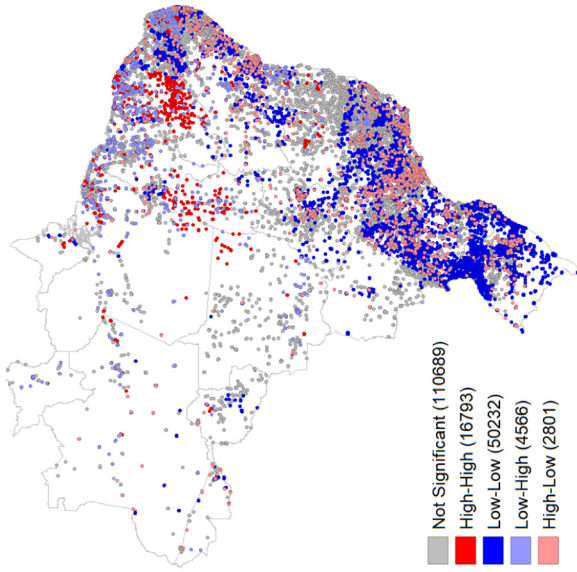 Not Significant (110689)
High-High (16793)
Low-Low (50232)
Low-High (4566)
High-Low (2801)